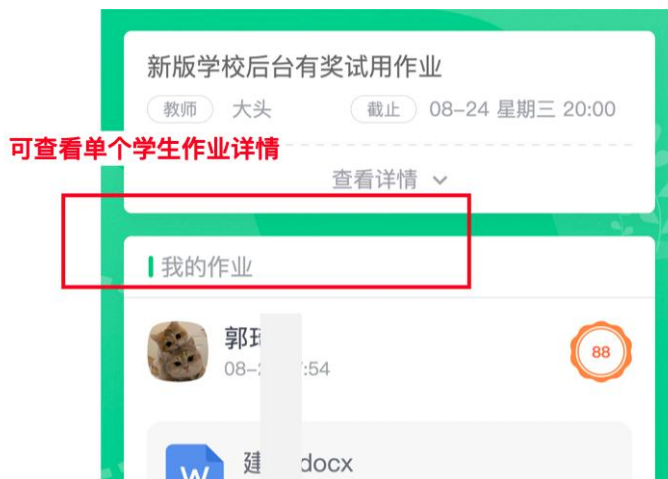 新版学校后台有奖试用作业
教师 大头 截止 08-24 星期三 20:00
可查看单个学生作业详情
查看详情
我的作业
郭
88
08- :54
W 建 docx